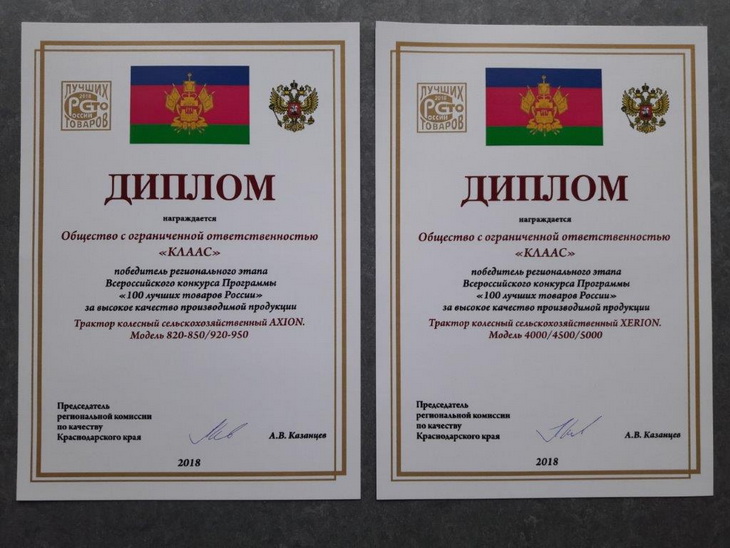 ЛУЧШИХ
2018
РСТО
РОССИИ
ТОВАРОВ
ДИПЛОМ
награждается
Общество с ограниченной ответственностью
«КЛААС»
победитель регионального этапа
Всероссийского конкурса Программы
«100 лучших товаров России»
за высокое качество производимой продукции
Трактор колесный сельскохозяйственный AXION.
Модель 820-850/920-950
Председатель
региональной комиссии
по качеству
Краснодарского края
А.В. Казанцев
2018
ЛУЧШИХ
2018
РСТО
РОССИИ
ТОВАРОВ
ДИПЛОМ
награждается
Общество с ограниченной ответственностью
«КЛААС»
победитель регионального этапа
Всероссийского конкурса Программы
«100 лучших товаров России»
за высокое качество производимой продукции
Трактор колесный сельскохозяйственный XERION.
Модель 4000/4500/5000
Председатель
региональной комиссии
по качеству
Краснодарского края
А.В. Казанцев
2018